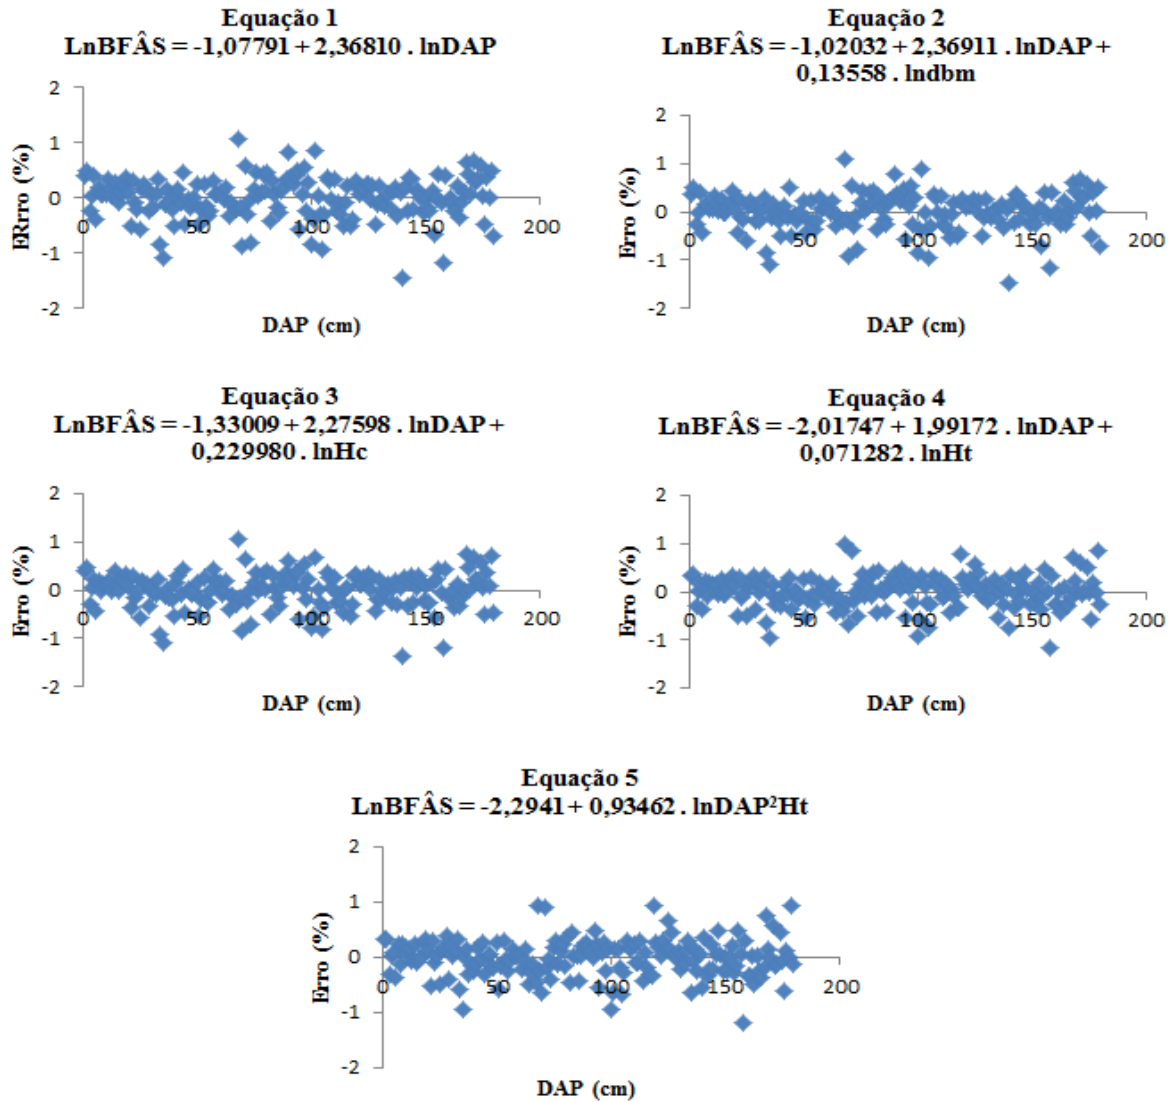 Equação 1
LnBFÂS = -1,07791 + 2,36810 . lnDAP
2
1
0
-1
-2
0
50
100
150
200
ERrro (%)
DAP (cm)
Equação 2
LnBFÂS = -1,02032 + 2,36911 . lnDAP +
0,13558 . lndbm
2
1
0
-1
-2
0
50
100
150
200
Erro (%)
DAP (cm)
Equação 3
LnBFÂS = -1,33009 + 2,27598 . lnDAP +
0,229980 . lnHc
2
1
0
-1
-2
0
50
100
150
200
Erro (%)
DAP (cm)
Equação 4
LnBFÂS = -2,01747 + 1,99172 . lnDAP +
0,071282 . lnHt
2
1
0
-1
-2
0
50
100
150
200
Erro (%)
DAP (cm)
Equação 5
LnBFÂS = -2,2941 + 0,93462 . lnDAP²Ht
2
1
0
-1
-2
0
50
100
150
200
Erro (%)
DAP (cm)